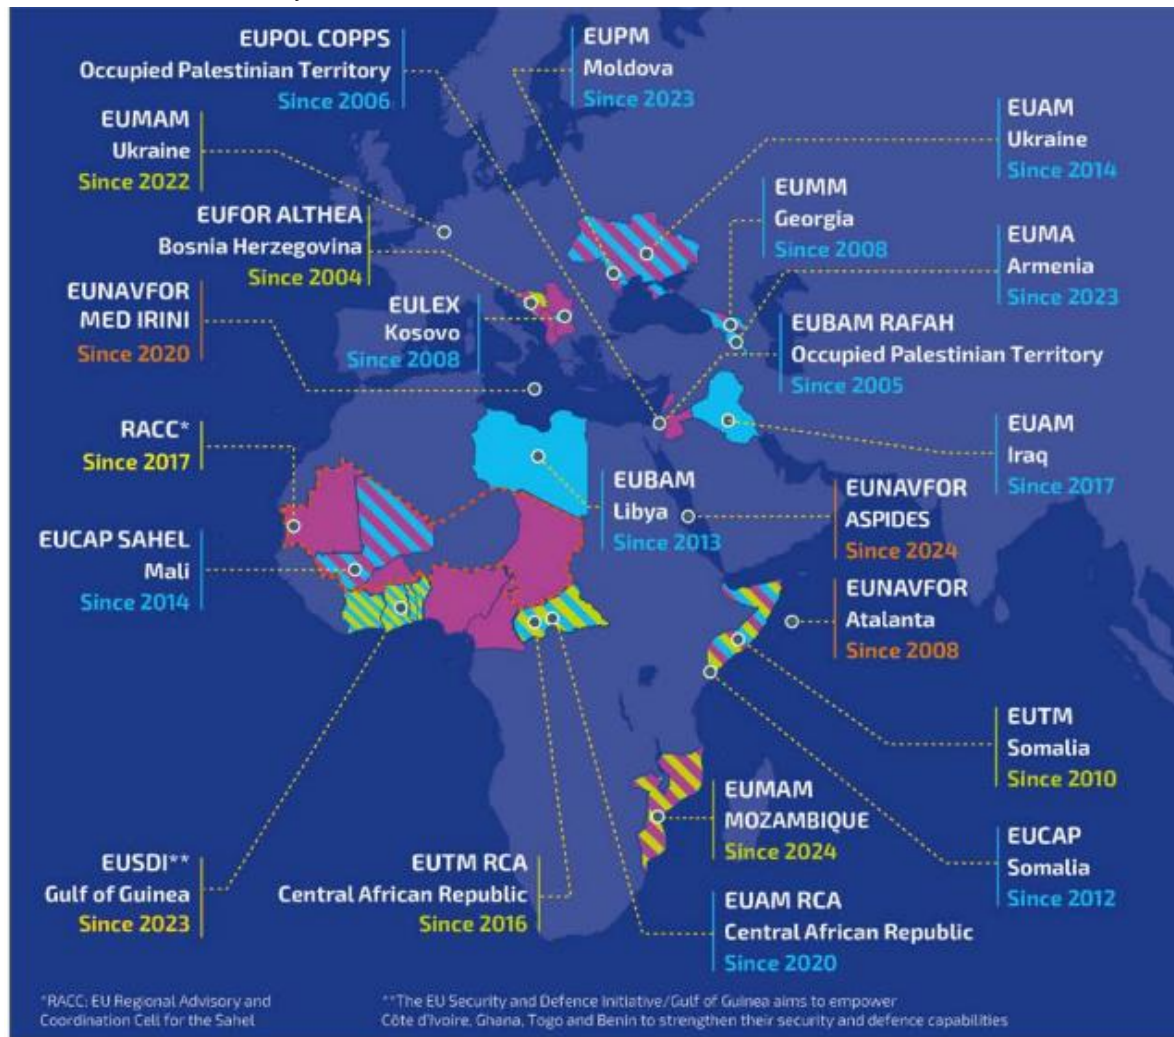 EUPOL COPPS
Occupied Palestinian Territory
Since 2006
EUPM
Moldova
Since 2023
EUMAM
Ukraine
Since 2022
EUAM
Ukraine
Since 2014
EUFOR ALTHEA
Bosnia Herzegovina
Since 2004
EUMM
Georgia
Since 2008
EUMA
Armenia
Since 2023
EUNAVFOR
MED IRINI
Since 2020
EULEX
Kosovo
Since 2008
EUBAM RAFAH
Occupied Palestinian Territory
Since 2005
RACC*
Since 2017
EUAM
Iraq
Since 2017
EUBAM
Libya
Since 2013
EUNAVFOR
ASPIDES
Since 2024
EUCAP SAHEL
Mali
Since 2014
EUNAVFOR
Atalanta
Since 2008
EUTM
Somalia
Since 2010
EUMAM
MOZAMBIQUE
Since 2024
EUCAP
Somalia
Since 2012
EUSDI**
Gulf of Guinea
Since 2023
EUTM RCA
Central African Republic
Since 2016
EUAM RCA
Central African Republic
Since 2020
*RACC: EU Regional Advisory and
Coordination Cell for the Sahel
**The EU Security and Defence Initiative/Gulf of Guinea aims to empower
Côte d'Ivoire, Ghana, Togo and Benin to strengthen their security and defence capabilities